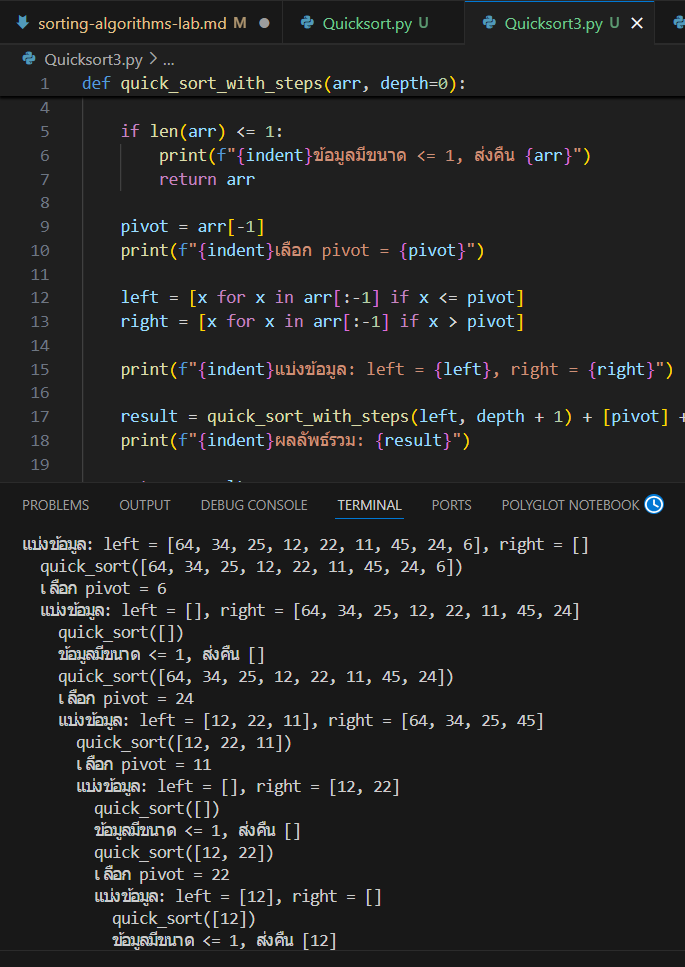 sorting-algorithms-lab.md M
Quicksort.py U
Quicksort3.py U
Quicksort3.py > ...
1 def quick_sort_with_steps(arr, depth=0):
4
5 if len(arr) <= 1:
6 print(f"{indent}ข้อมูลมีขนาด <= 1, ส่งคืน {arr}")
7 return arr
8
9 pivot = arr[-1]
10 print(f"{indent}เลือก pivot = {pivot}")
11
12 left = [x for x in arr[:-1] if x <= pivot]
13 right = [x for x in arr[:-1] if x > pivot]
14
15 print(f"{indent}แบ่งข้อมูล: left = {left}, right = {right}")
16
17 result = quick_sort_with_steps(left, depth + 1) + [pivot] +
18 print(f"{indent}ผลลัพธ์รวม: {result}")
19
PROBLEMS OUTPUT DEBUG CONSOLE TERMINAL PORTS POLYGLOT NOTEBOOK
แบ่งข้อมูล: left = [64, 34, 25, 12, 22, 11, 45, 24, 6], right = []
quick_sort([64, 34, 25, 12, 22, 11, 45, 24, 6])
เลือก pivot = 6
แบ่งข้อมูล: left = [], right = [64, 34, 25, 12, 22, 11, 45, 24]
quick_sort([])
ข้อมูลมีขนาด <= 1, ส่งคืน []
quick_sort([64, 34, 25, 12, 22, 11, 45, 24])
เลือก pivot = 24
แบ่งข้อมูล: left = [12, 22, 11], right = [64, 34, 25, 45]
quick_sort([12, 22, 11])
เลือก pivot = 11
แบ่งข้อมูล: left = [], right = [12, 22]
quick_sort([])
ข้อมูลมีขนาด <= 1, ส่งคืน []
quick_sort([12, 22])
เลือก pivot = 22
แบ่งข้อมูล: left = [12], right = []
quick_sort([12])
ข้อมูลมีขนาด <= 1, ส่งคืน [12]